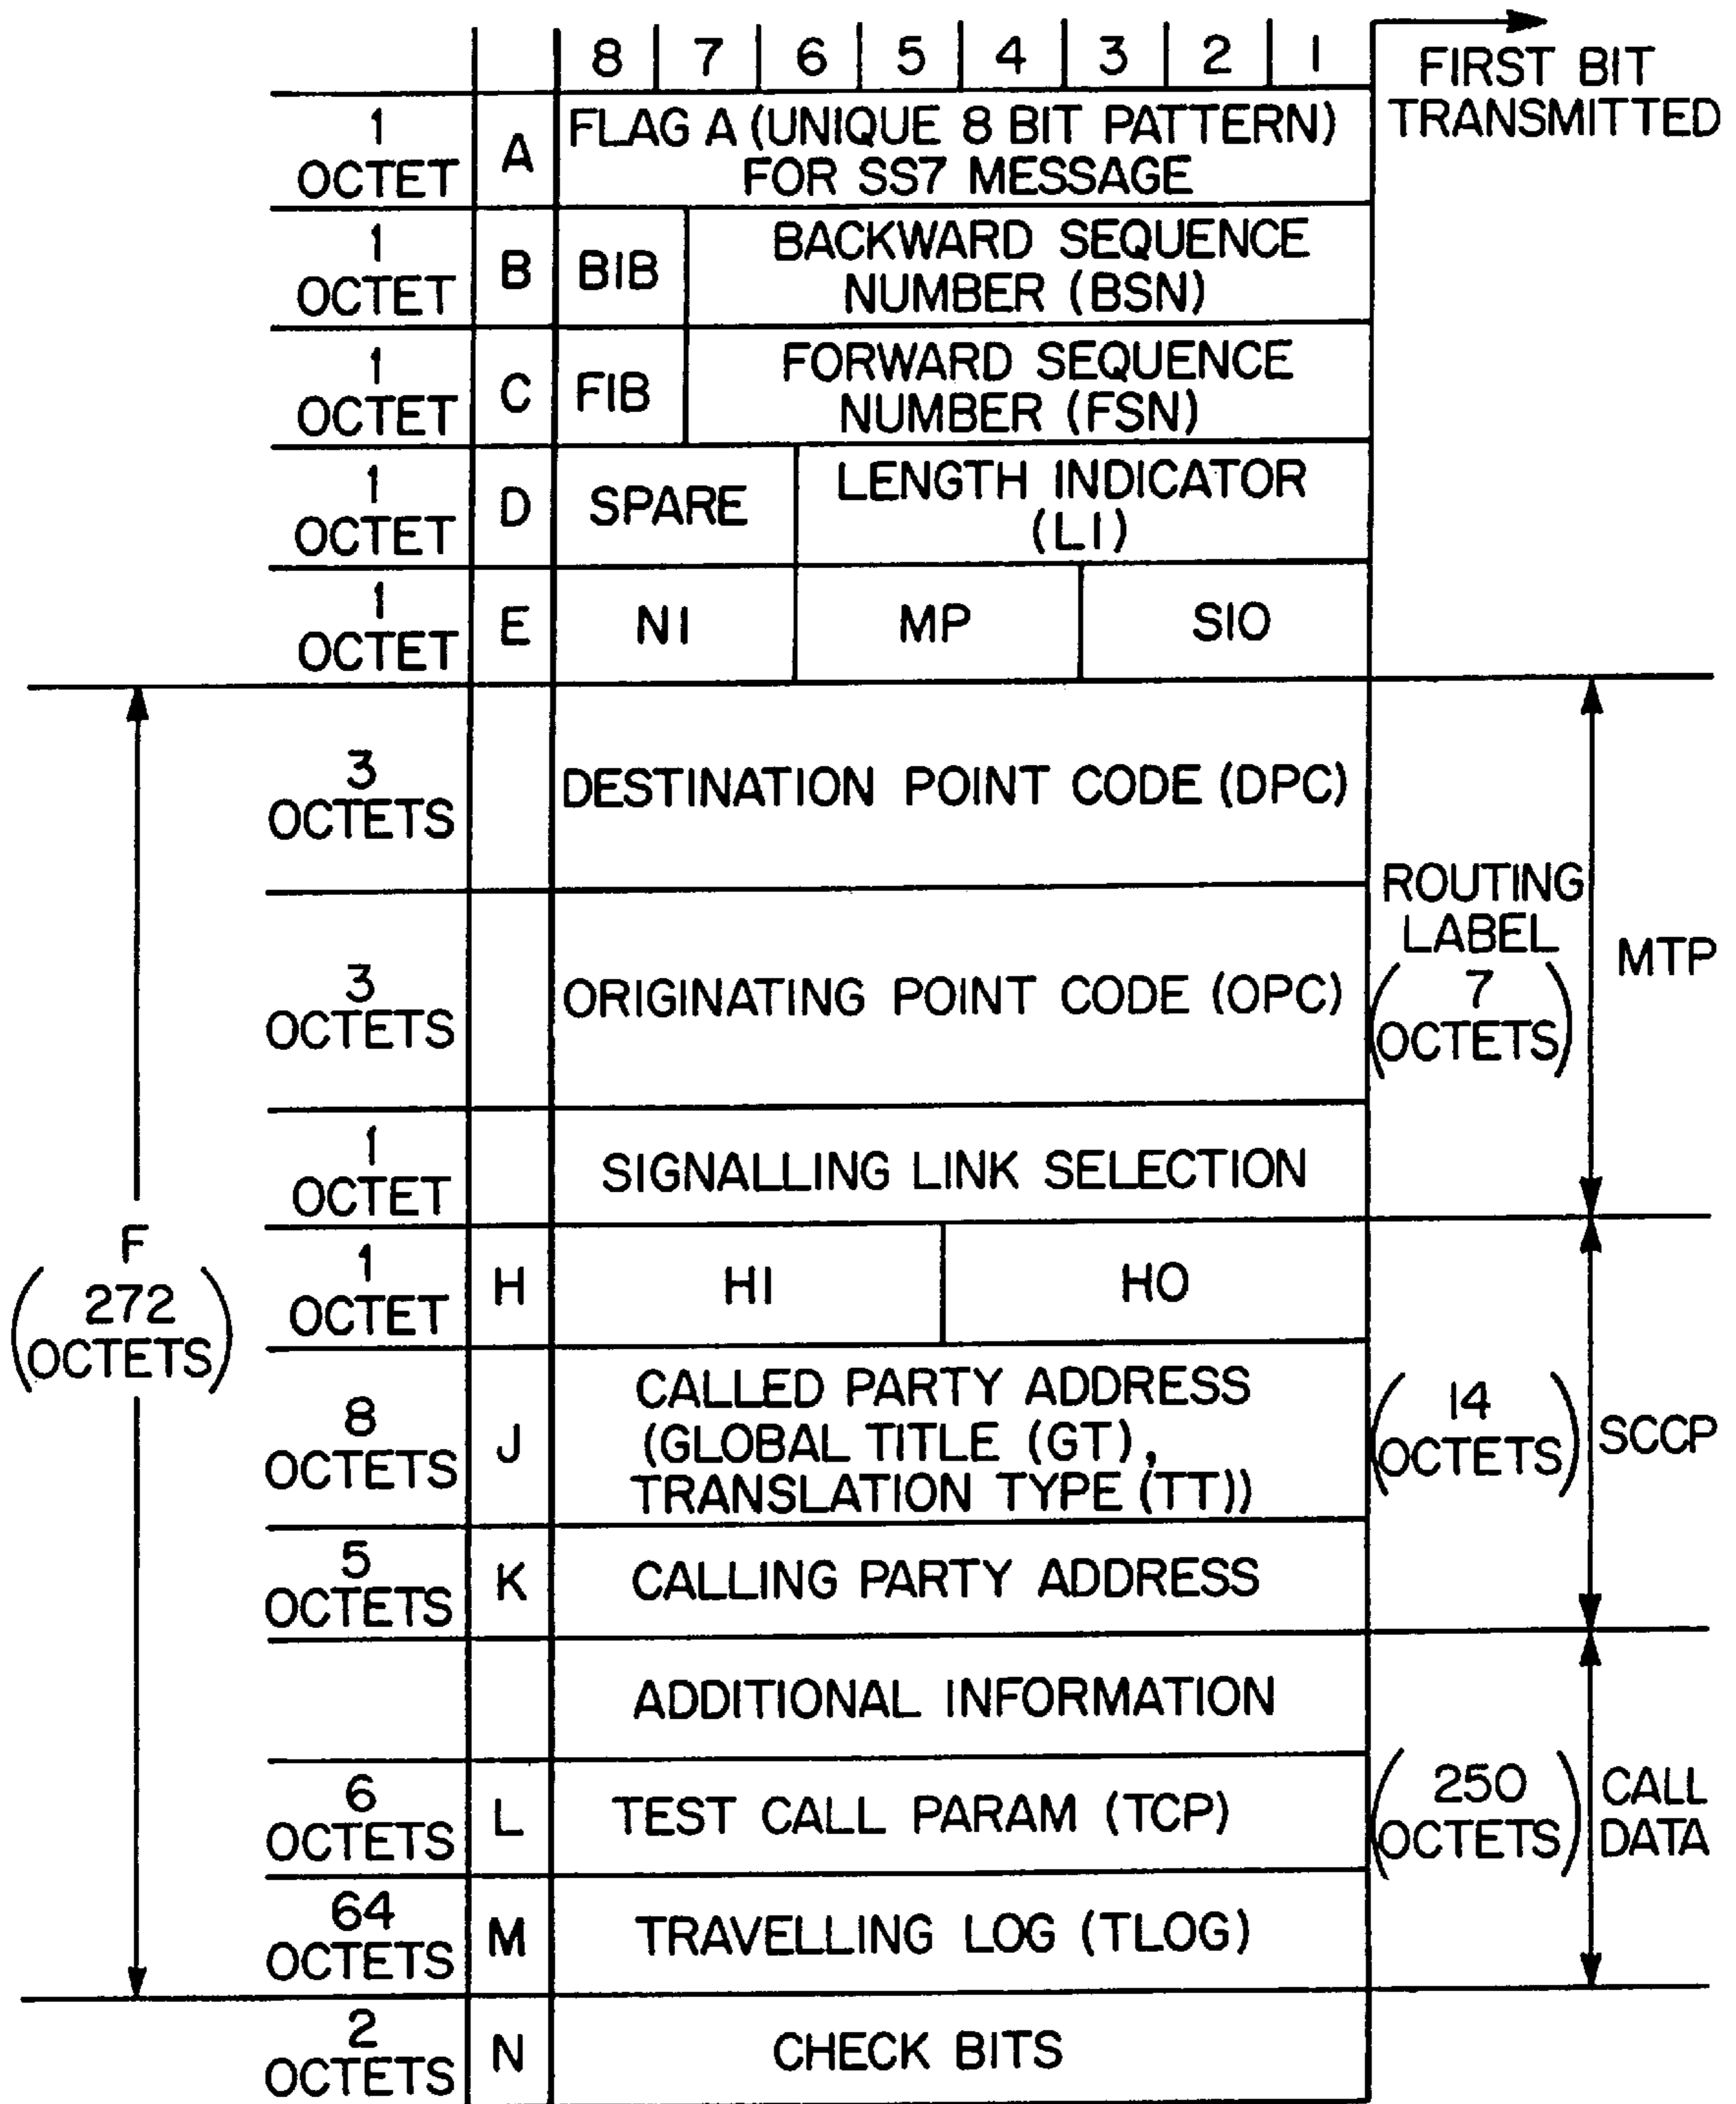 8 7 6 5 4 3 2 1
FIRST BIT
TRANSMITTED
1
OCTET
A
FLAG A (UNIQUE 8 BIT PATTERN)
FOR SS7 MESSAGE
1
OCTET
B
BIB
BACKWARD SEQUENCE
NUMBER (BSN)
1
OCTET
C
FIB
FORWARD SEQUENCE
NUMBER (FSN)
1
OCTET
D
SPARE
LENGTH INDICATOR
(LI)
1
OCTET
E
NI
MP
SIO
3
OCTETS
DESTINATION POINT CODE (DPC)
3
OCTETS
ORIGINATING POINT CODE (OPC)
ROUTING
LABEL
(7
OCTETS)
MTP
1
OCTET
SIGNALLING LINK SELECTION
F
(272
OCTETS)
1
OCTET
H
HI
HO
8
OCTETS
J
CALLED PARTY ADDRESS
(GLOBAL TITLE (GT),
TRANSLATION TYPE (TT))
(14
OCTETS)
SCCP
5
OCTETS
K
CALLING PARTY ADDRESS
ADDITIONAL INFORMATION
6
OCTETS
L
TEST CALL PARAM (TCP)
(250
OCTETS)
CALL
DATA
64
OCTETS
M
TRAVELLING LOG (TLOG)
2
OCTETS
N
CHECK BITS